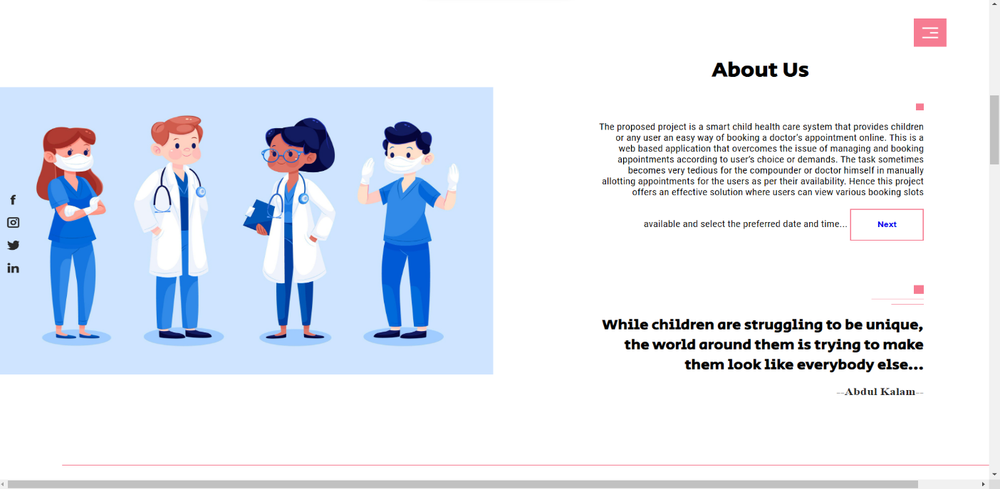 About Us
The proposed project is a smart child health care system that provides children
or any user an easy way of booking a doctor's appointment online. This is a
web based application that overcomes the issue of managing and booking
appointments according to user's choice or demands. The task sometimes
becomes very tedious for the compounder or doctor himself in manually
allotting appointments for the users as per their availability. Hence this project
offers an effective solution where users can view various booking slots
available and select the preferred date and time... Next
While children are struggling to be unique,
the world around them is trying to make
them look like everybody else...
--Abdul Kalam--